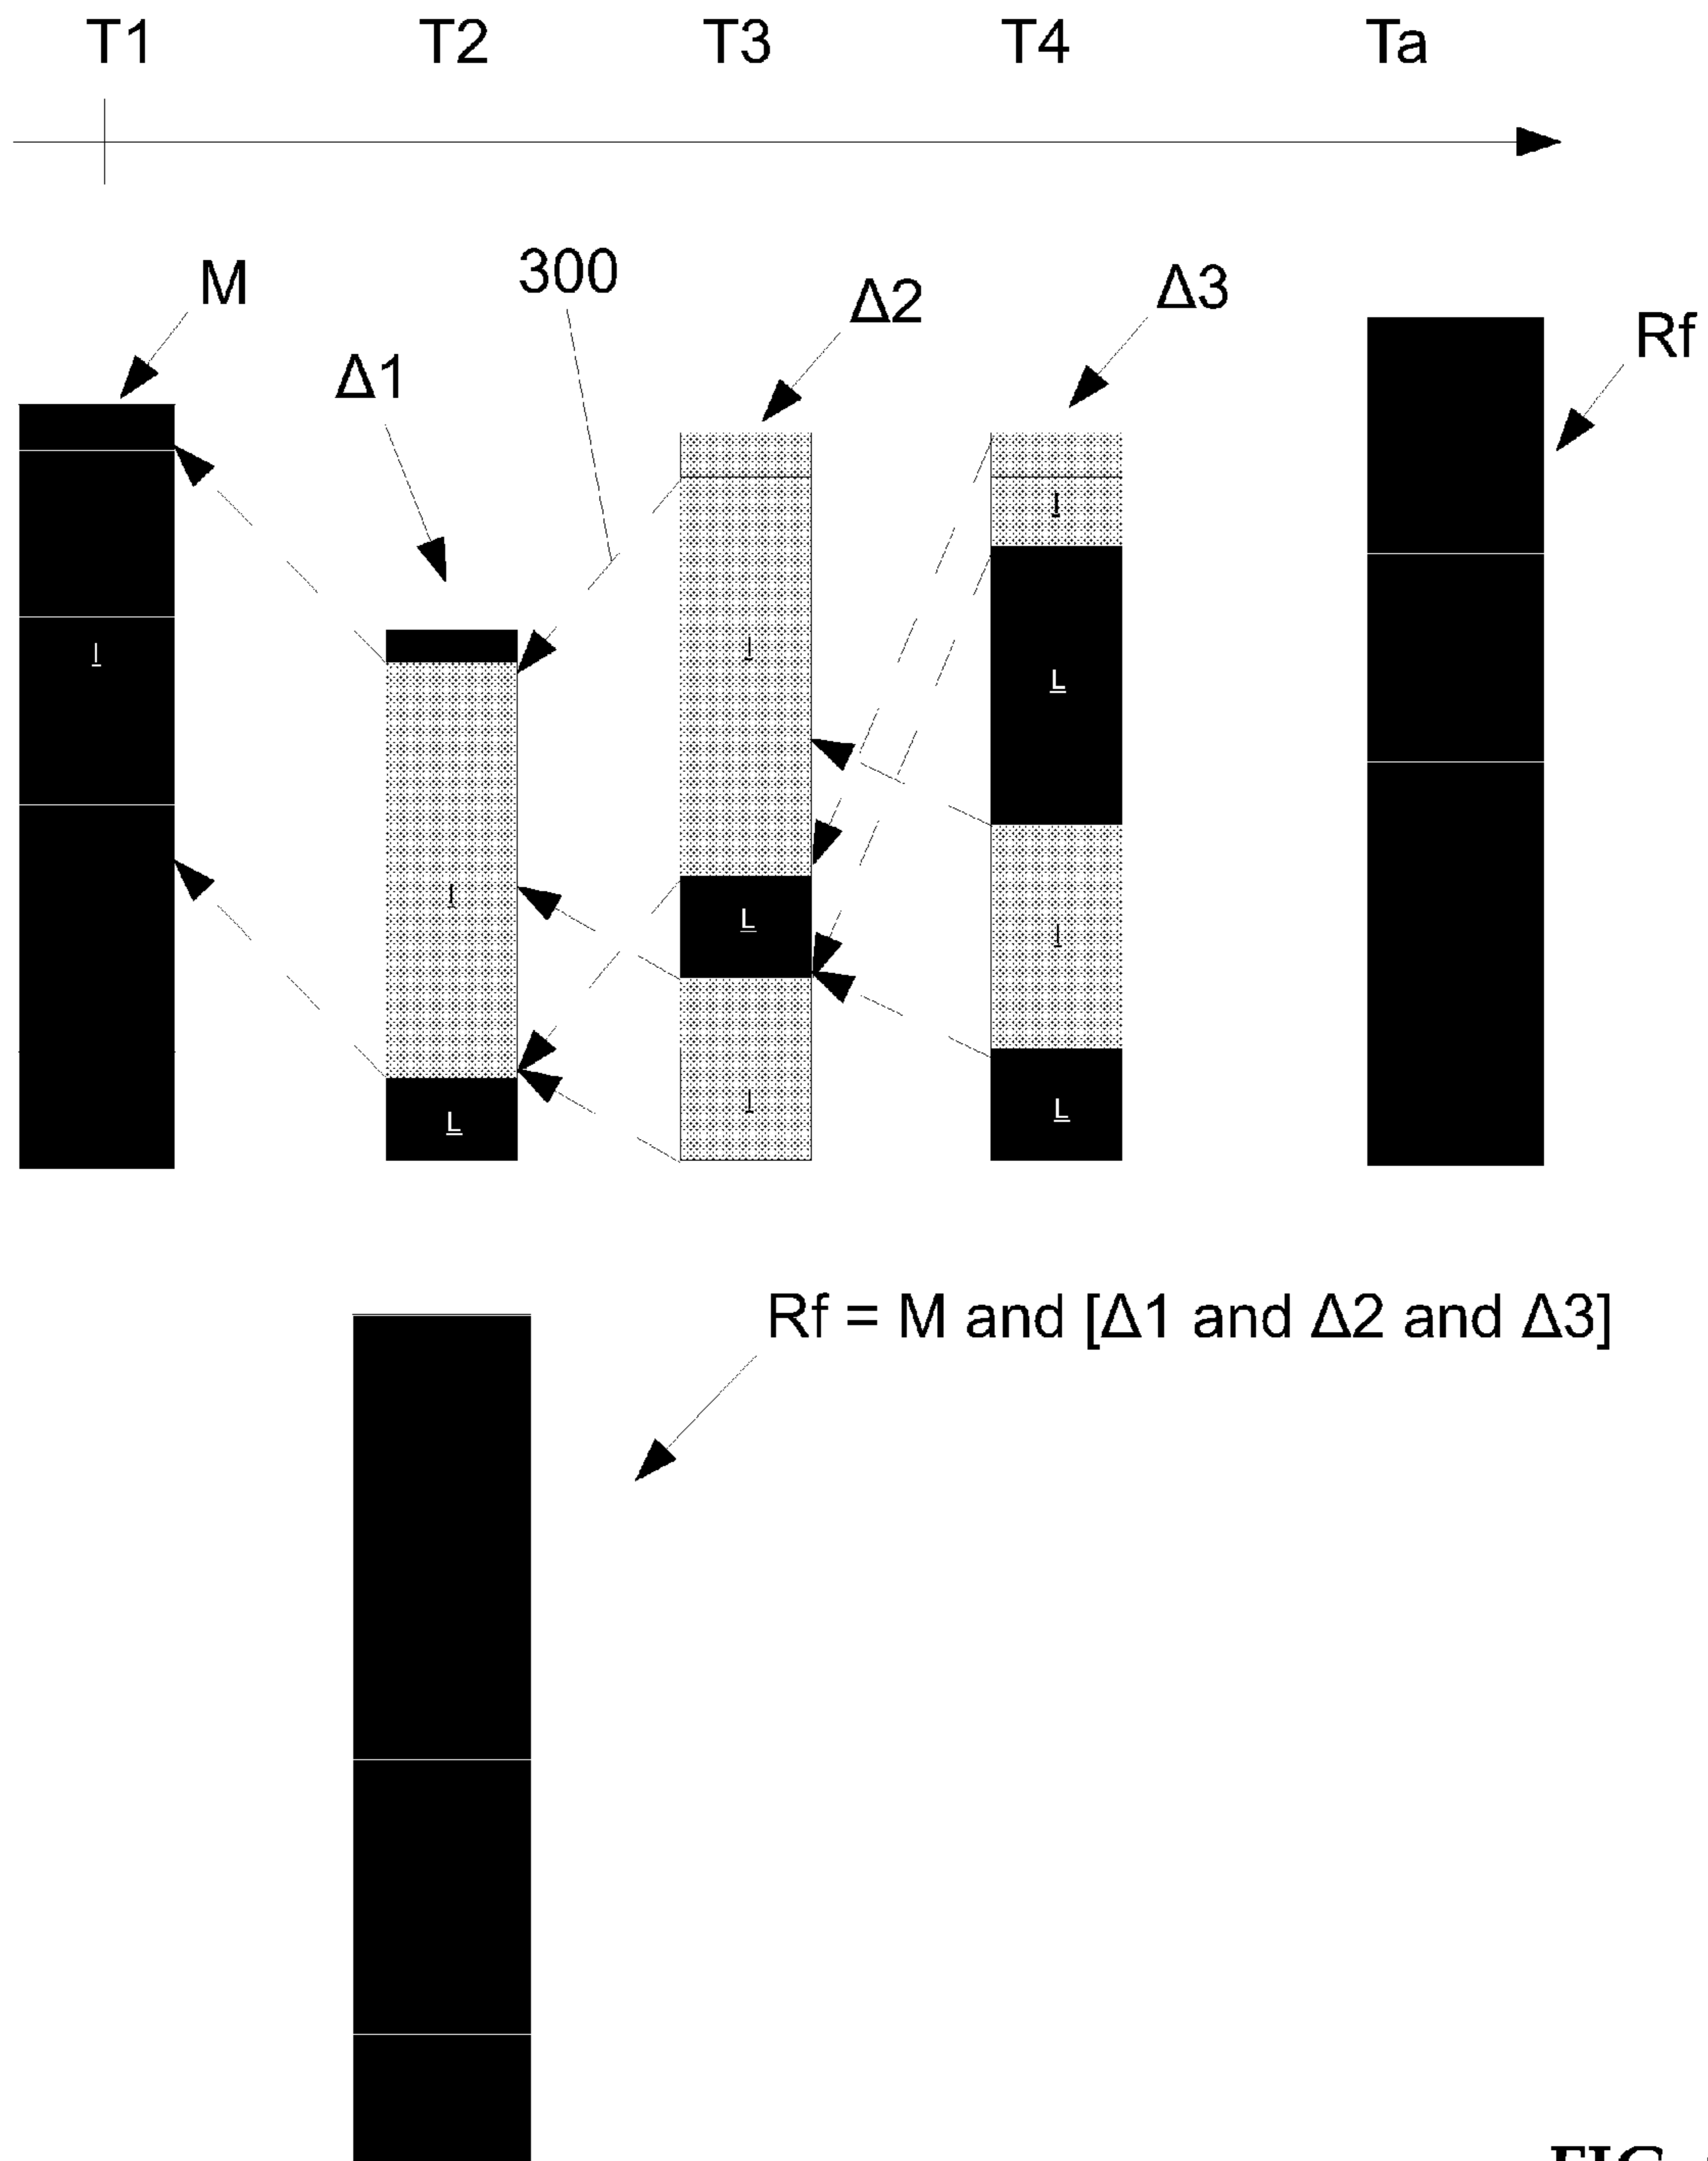 T1 T2 T3 T4 Ta
M
300
Δ1
Δ2
Δ3
Rf
I
I
L
I
L
I
I
L
I
L
Rf = M and [Δ1 and Δ2 and Δ3]